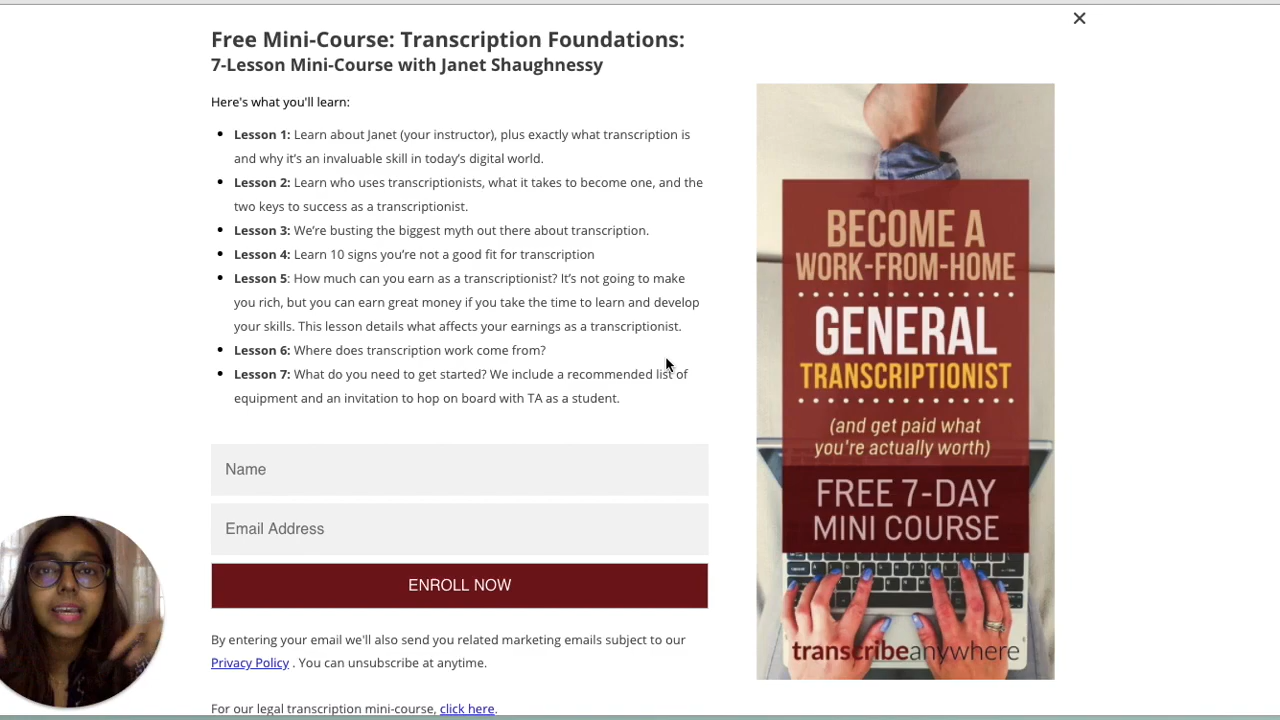 Free Mini-Course: Transcription Foundations:
7-Lesson Mini-Course with Janet Shaughnessy
Here's what you'll learn:
Lesson 1: Learn about Janet (your instructor), plus exactly what transcription is
and why it's an invaluable skill in today's digital world.
Lesson 2: Learn who uses transcriptionists, what it takes to become one, and the
two keys to success as a transcriptionist.
Lesson 3: We're busting the biggest myth out there about transcription.
Lesson 4: Learn 10 signs you're not a good fit for transcription
Lesson 5: How much can you earn as a transcriptionist? It's not going to make
you rich, but you can earn great money if you take the time to learn and develop
your skills. This lesson details what affects your earnings as a transcriptionist.
Lesson 6: Where does transcription work come from?
Lesson 7: What do you need to get started? We include a recommended list of
equipment and an invitation to hop on board with TA as a student.
Name
Email Address
ENROLL NOW
By entering your email we'll also send you related marketing emails subject to our
Privacy Policy . You can unsubscribe at anytime.
For our legal transcription mini-course, click here.
BECOME A
WORK-FROM-HOME
GENERAL
TRANSCRIPTIONIST
(and get paid what
you're actually worth)
FREE 7-DAY
MINI COURSE
transcribeanywhere